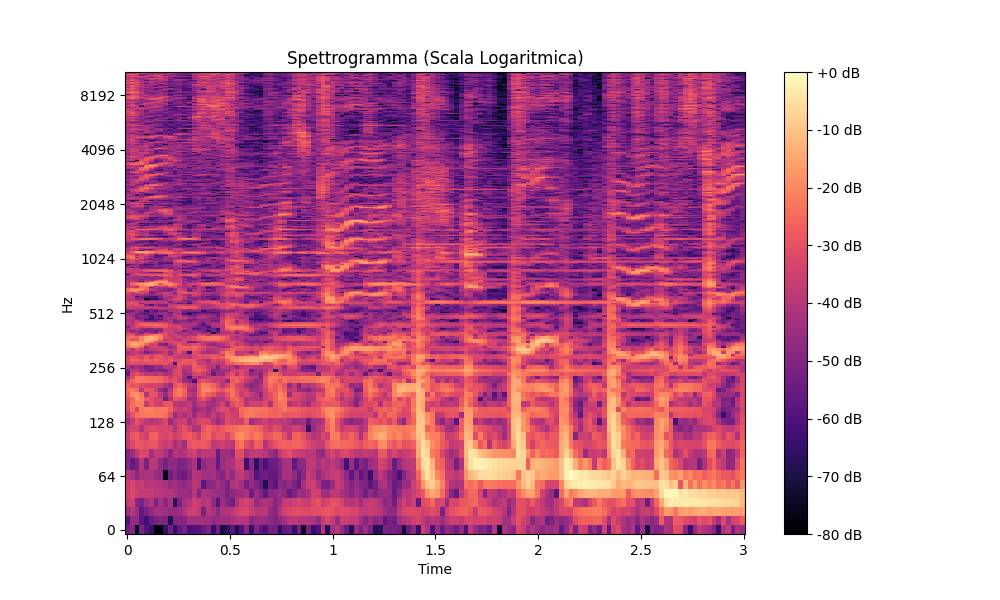 Spettrogramma (Scala Logaritmica)
Hz
8192
4096
2048
1024
512
256
128
64
0
0
0.5
1
1.5
2
2.5
3
Time
+0 dB
-10 dB
-20 dB
-30 dB
-40 dB
-50 dB
-60 dB
-70 dB
-80 dB